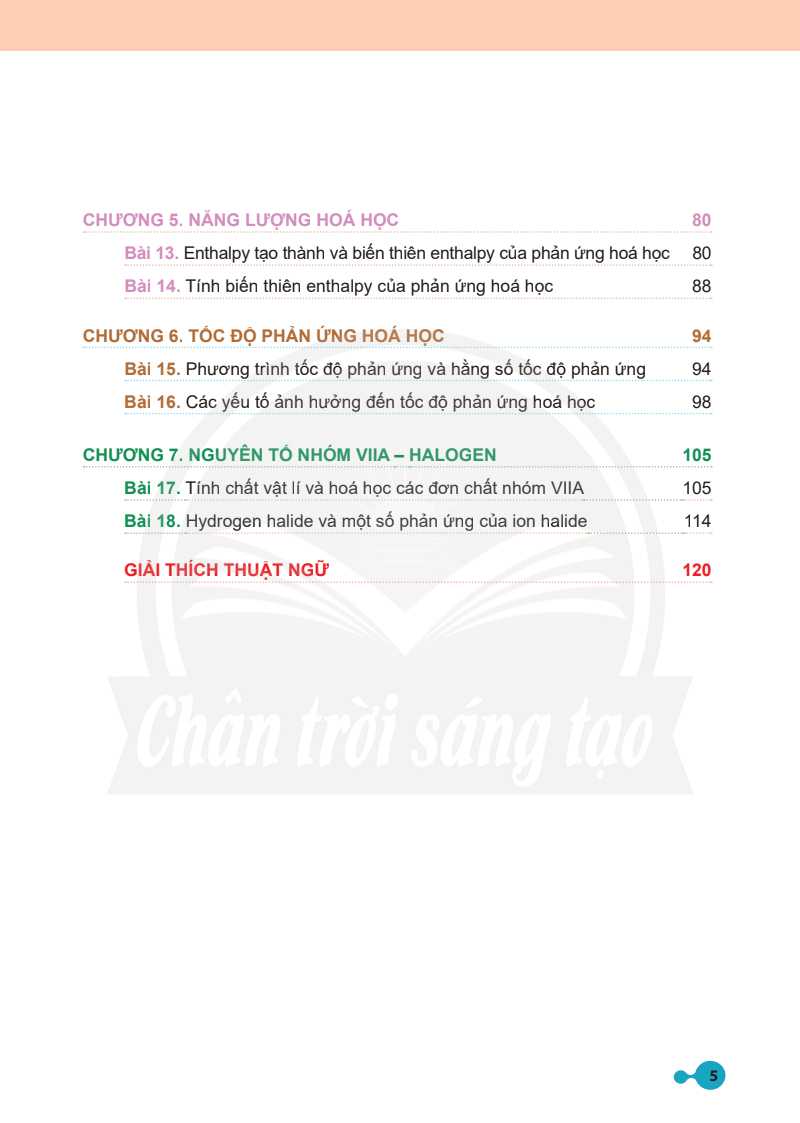 CHƯƠNG 5. NĂNG LƯỢNG HOÁ HỌC 80
Bài 13. Enthalpy tạo thành và biến thiên enthalpy của phản ứng hoá học 80
Bài 14. Tính biến thiên enthalpy của phản ứng hoá học 88
CHƯƠNG 6. TỐC ĐỘ PHẢN ỨNG HOÁ HỌC 94
Bài 15. Phương trình tốc độ phản ứng và hằng số tốc độ phản ứng 94
Bài 16. Các yếu tố ảnh hưởng đến tốc độ phản ứng hoá học 98
CHƯƠNG 7. NGUYÊN TỐ NHÓM VIIA – HALOGEN 105
Bài 17. Tính chất vật lí và hoá học các đơn chất nhóm VIIA 105
Bài 18. Hydrogen halide và một số phản ứng của ion halide 114
GIẢI THÍCH THUẬT NGỮ 120
Chân trời sáng tạo
5